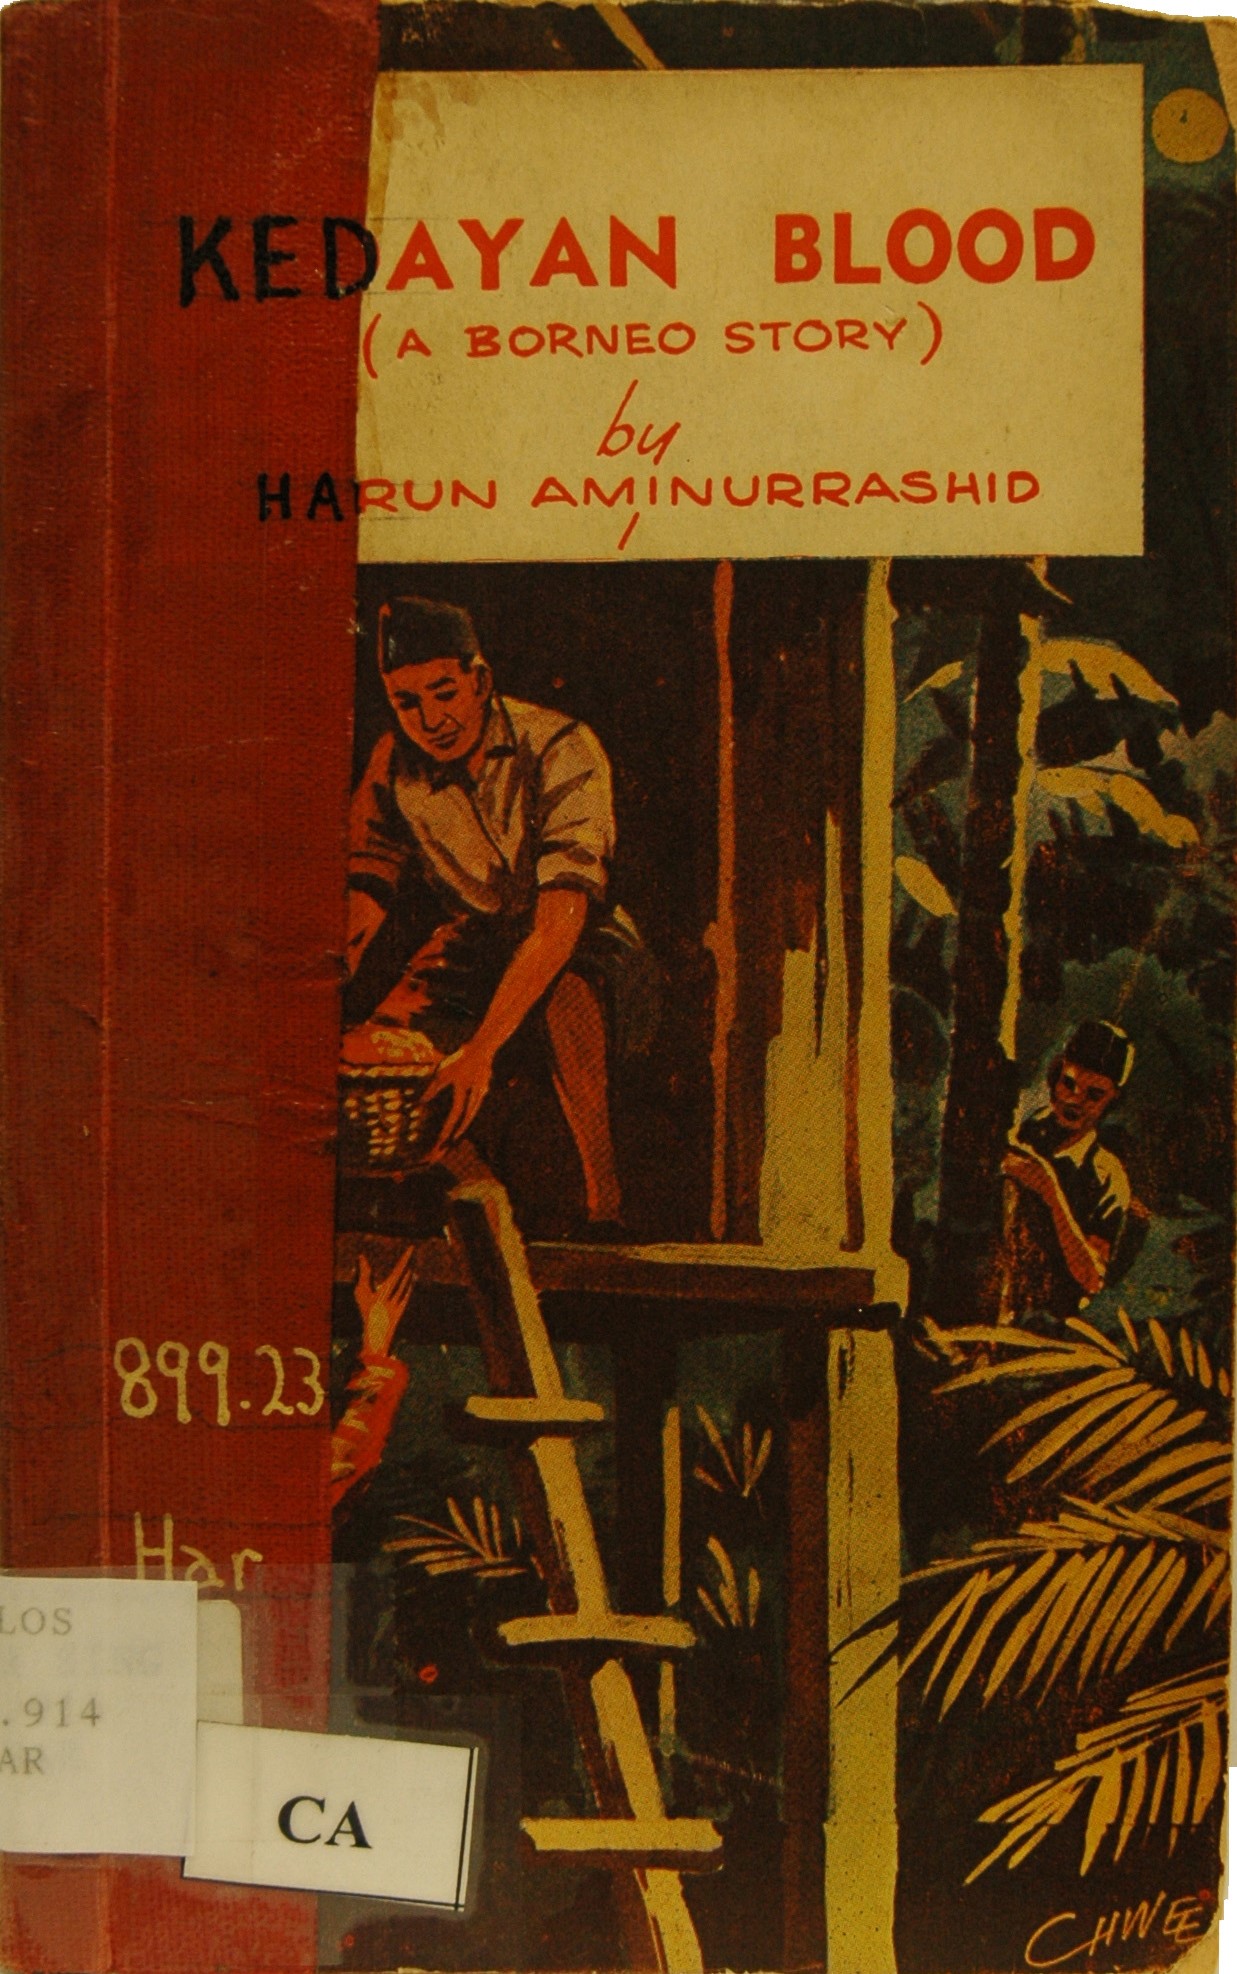 KEDAYAN BLOOD
(A BORNEO STORY)
by
HARUN AMINURRASHID
899.23
Har
LOS
.914
AR
CA
CHWEE